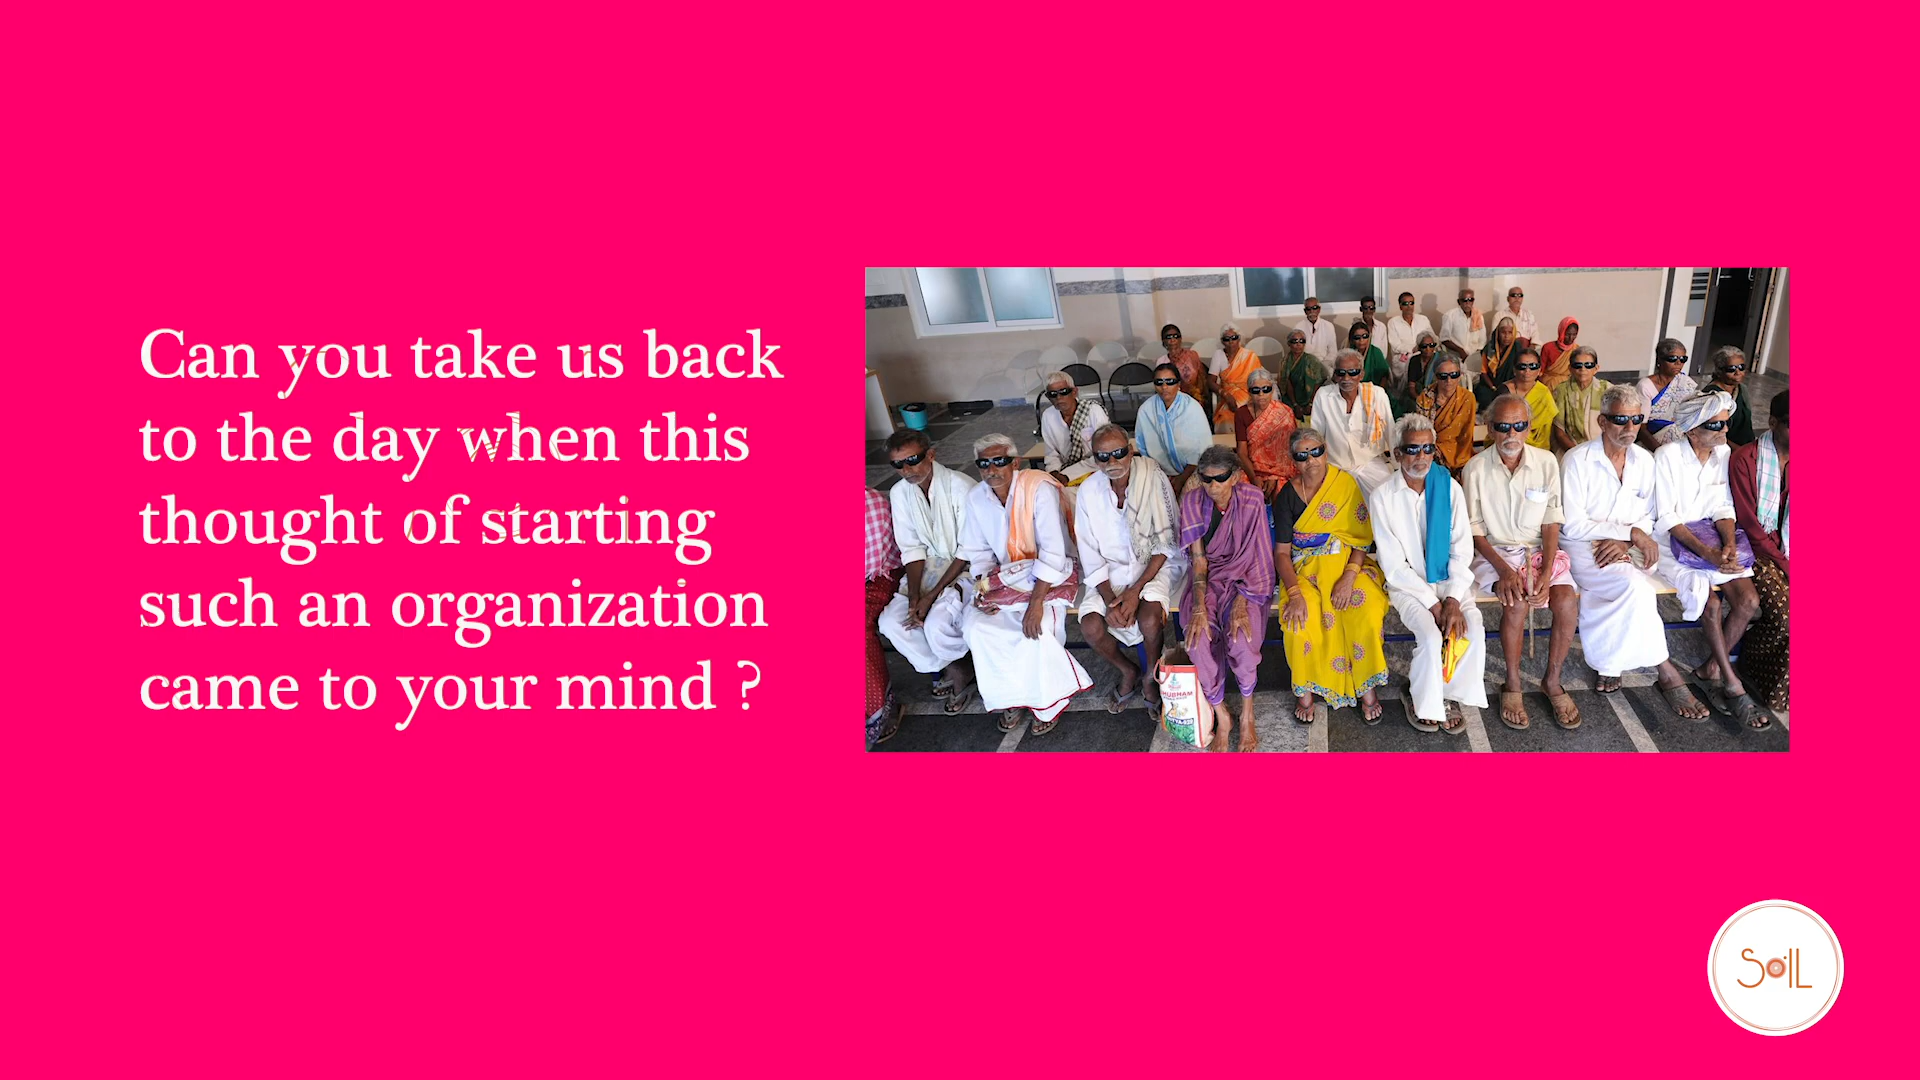 Can you take us back
to the day when this
thought of starting
such an organization
came to your mind ?
SOIL